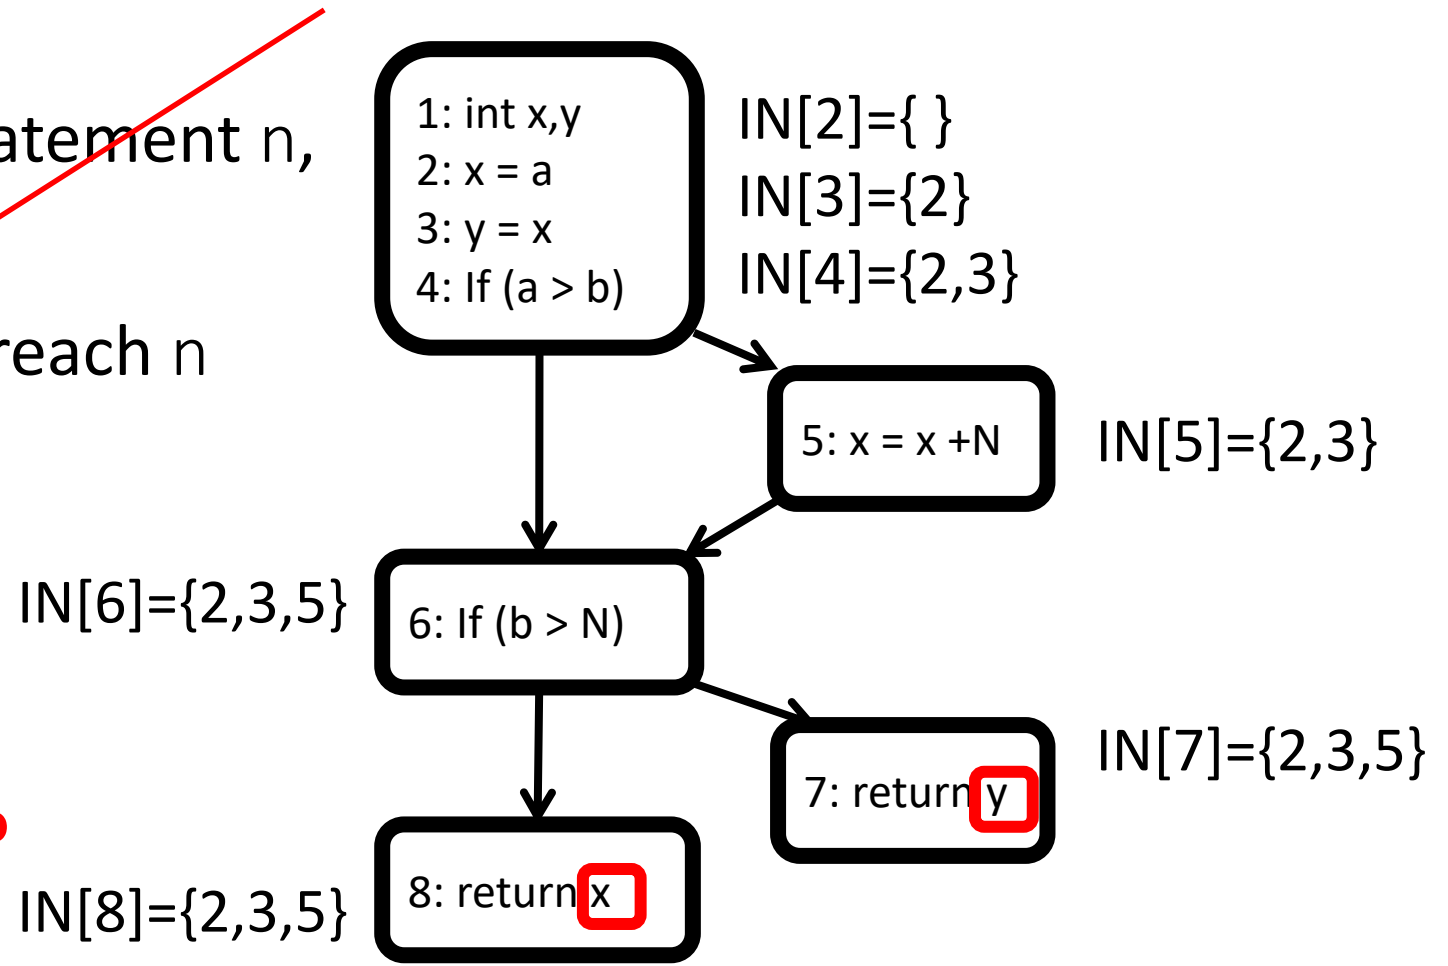 atement n,
reach n
1: int x,y
2: x = a
3: y = x
4: If (a > b)
IN[2]={ }
IN[3]={2}
IN[4]={2,3}
5: x = x +N
IN[5]={2,3}
IN[6]={2,3,5}
6: If (b > N)
7: return y
IN[7]={2,3,5}
IN[8]={2,3,5}
8: return x